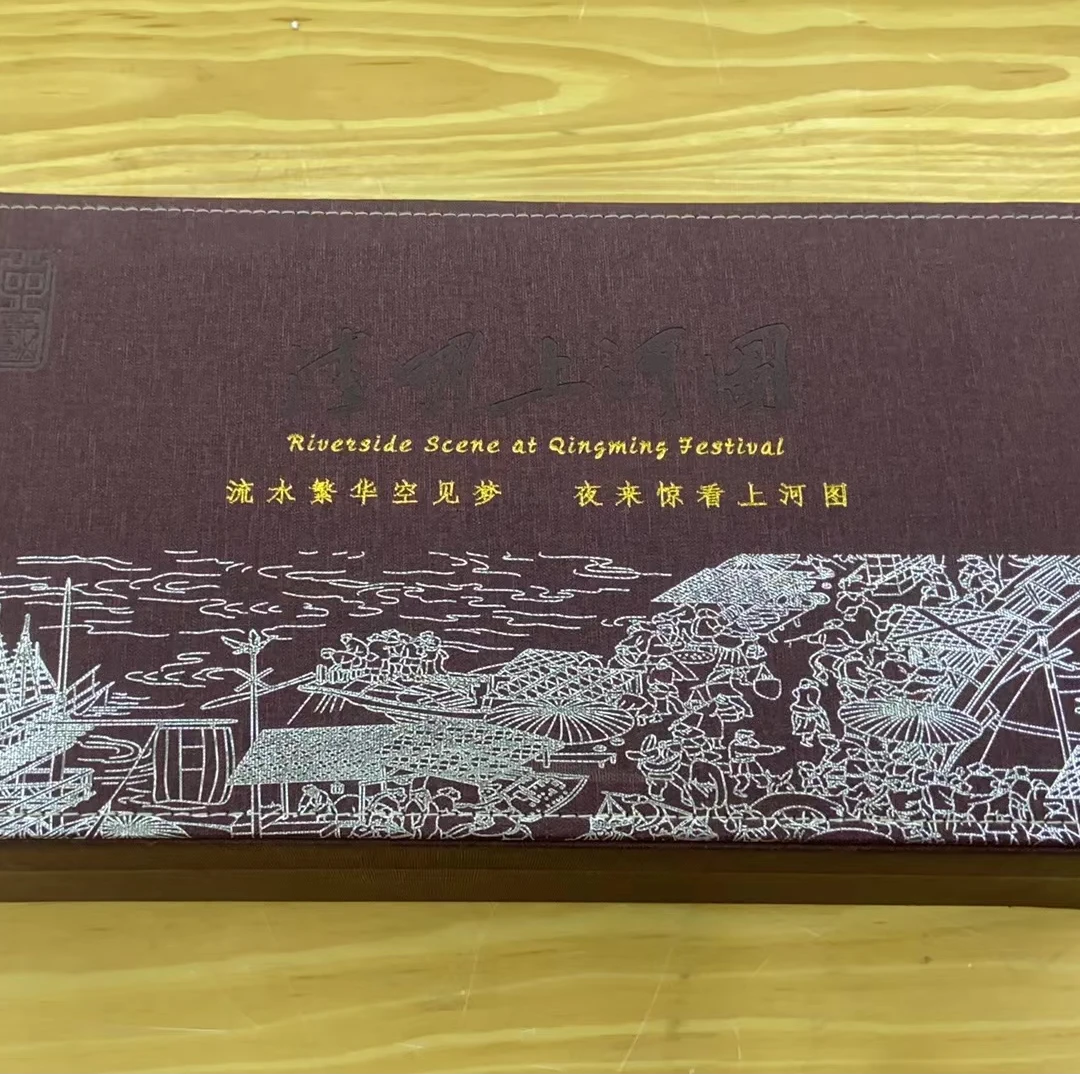 清明上河图
Riverside Scene at Qingming Festival
流水繁华空见梦 夜来惊看上河图